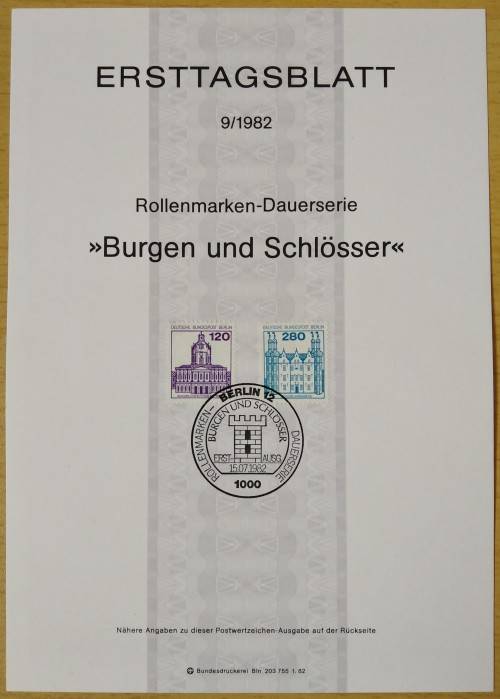 ERSTTAGSBLATT
9/1982
Rollenmarken-Dauerserie
»Burgen und Schlösser«
DEUTSCHE BUNDESPOST BERLIN
120
DEUTSCHE BUNDESPOST BERLIN
280
BERLIN 12
ROLLENMARKEN-
BURGEN UND SCHLÖSSER
DAUERSERIE
ERST AUSG.
15.07.1982
1000
Nähere Angaben zu dieser Postwertzeichen-Ausgabe auf der Rückseite
Bundesdruckerei Bln. 203 755 1. 82